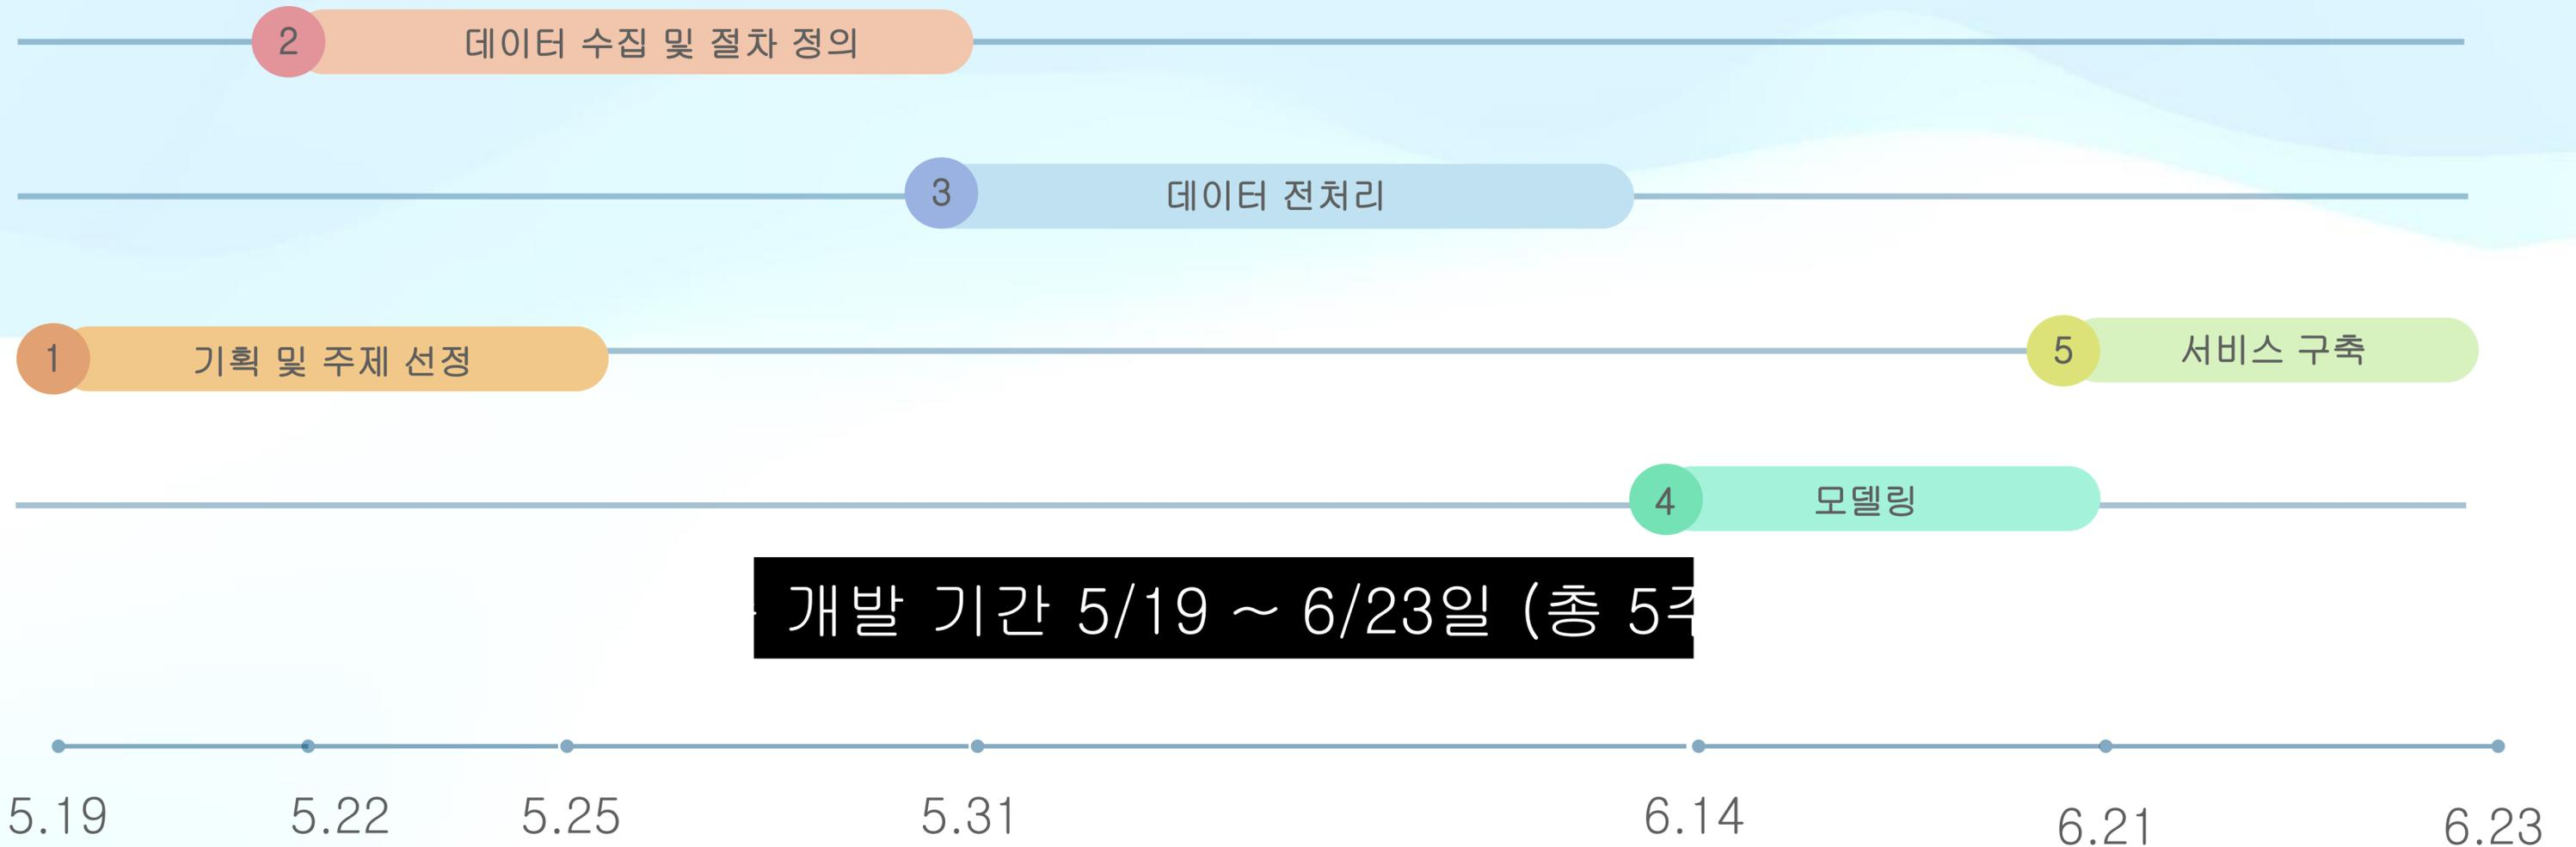 2 데이터 수집 및 절차 정의
3 데이터 전처리
1 기획 및 주제 선정
5 서비스 구축
4 모델링
개발 기간 5/19 ~ 6/23일 (총 5주
5.19 5.22 5.25 5.31 6.14 6.21 6.23